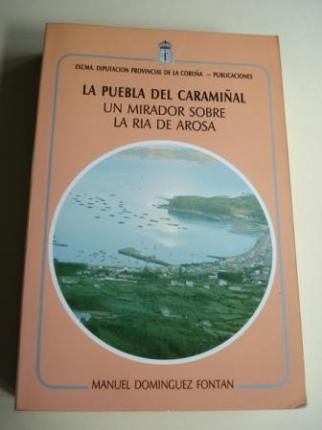 EXCMA. DIPUTACION PROVINCIAL DE LA CORUÑA — PUBLICACIONES
LA PUEBLA DEL CARAMIÑAL
UN MIRADOR SOBRE
LA RIA DE AROSA
MANUEL DOMINGUEZ FONTAN